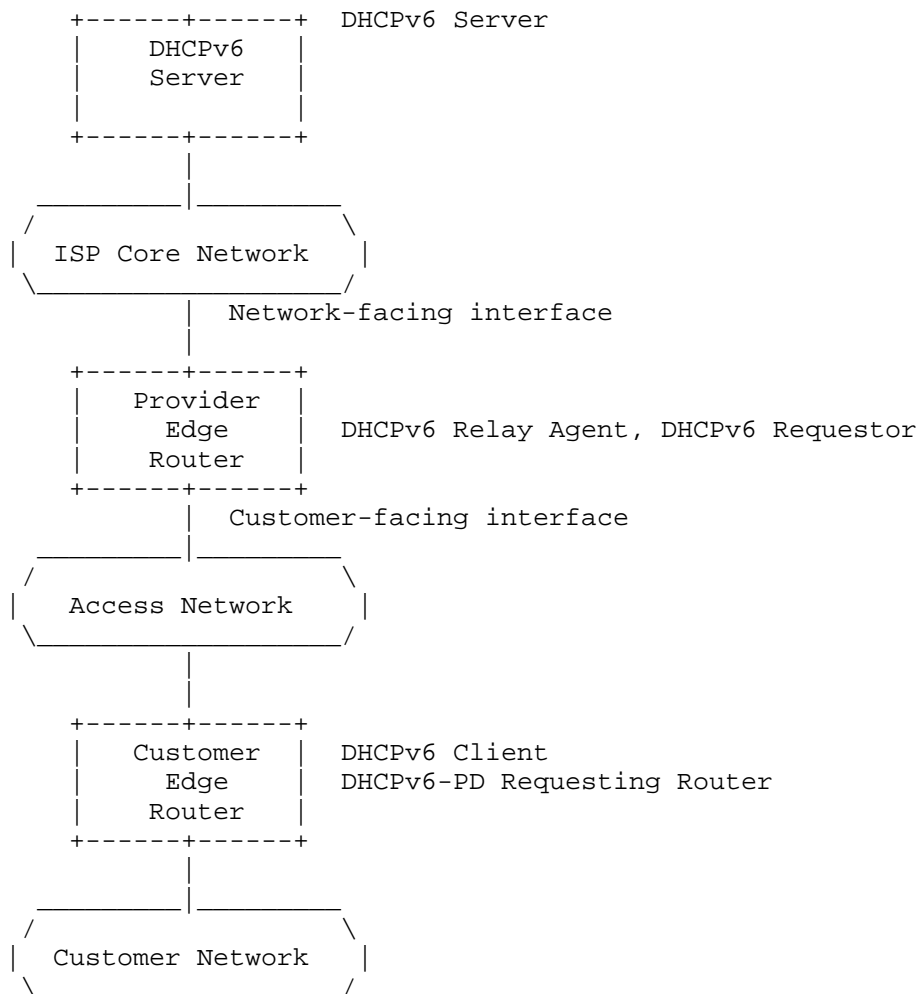 DHCPv6 Server
DHCPv6
Server
ISP Core Network
Network-facing interface
Provider
Edge
DHCPv6 Relay Agent, DHCPv6 Requestor
Router
Customer-facing interface
Access Network
Customer
DHCPv6 Client
Edge
DHCPv6-PD Requesting Router
Router
Customer Network